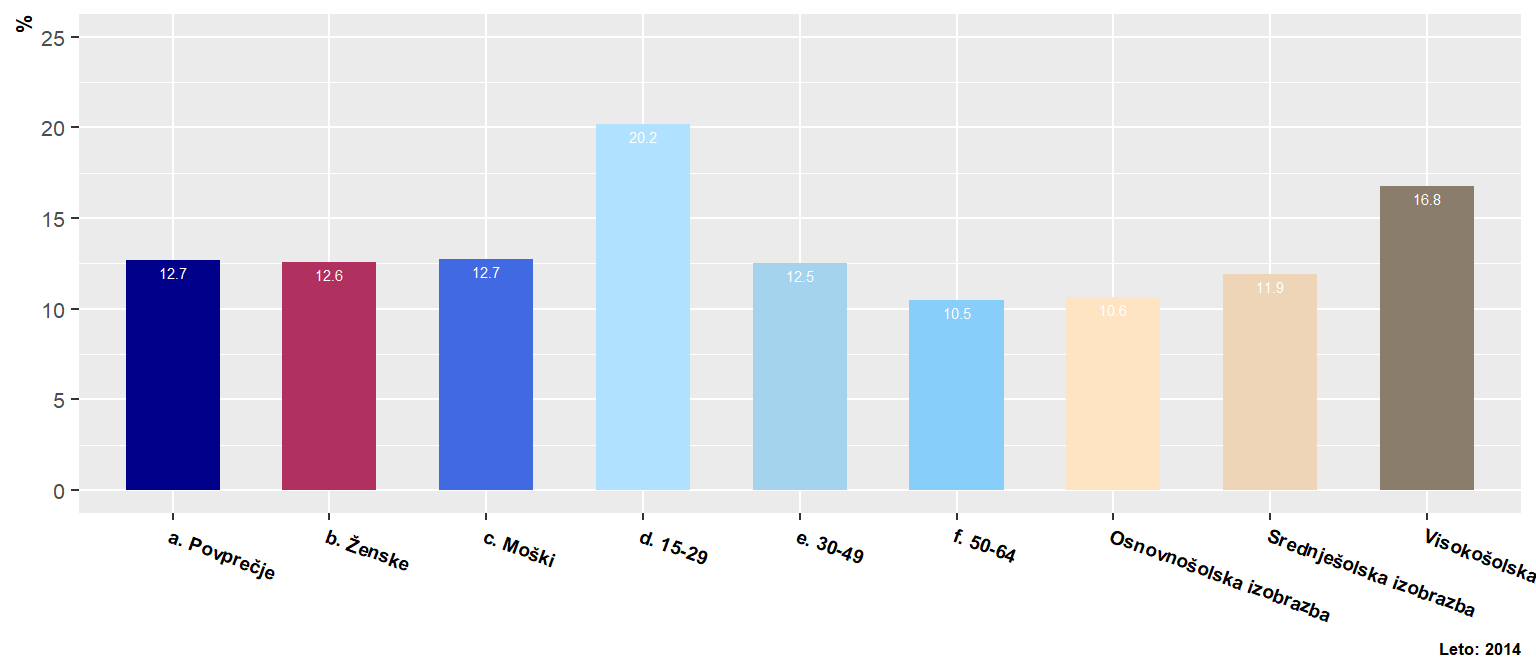 %
25
20
15
10
5
0
12.7
12.6
12.7
20.2
12.5
10.5
10.6
11.9
16.8
a. Povprečje
b. Ženske
c. Moški
d. 15-29
e. 30-49
f. 50-64
Osnovnošolska izobrazba
Srednješolska izobrazba
Visokošolska
Leto: 2014